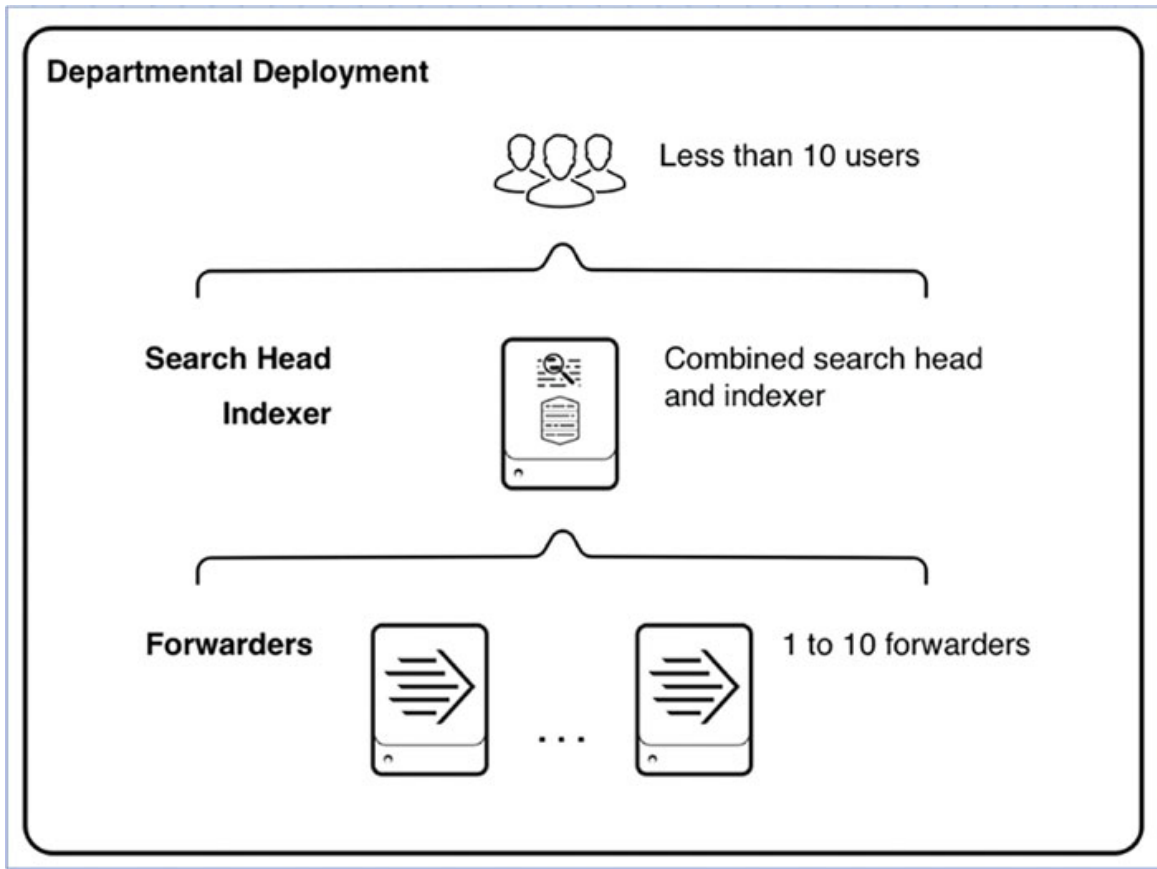 Departmental Deployment
Less than 10 users
Search Head
Indexer
Combined search head
and indexer
Forwarders
...
1 to 10 forwarders